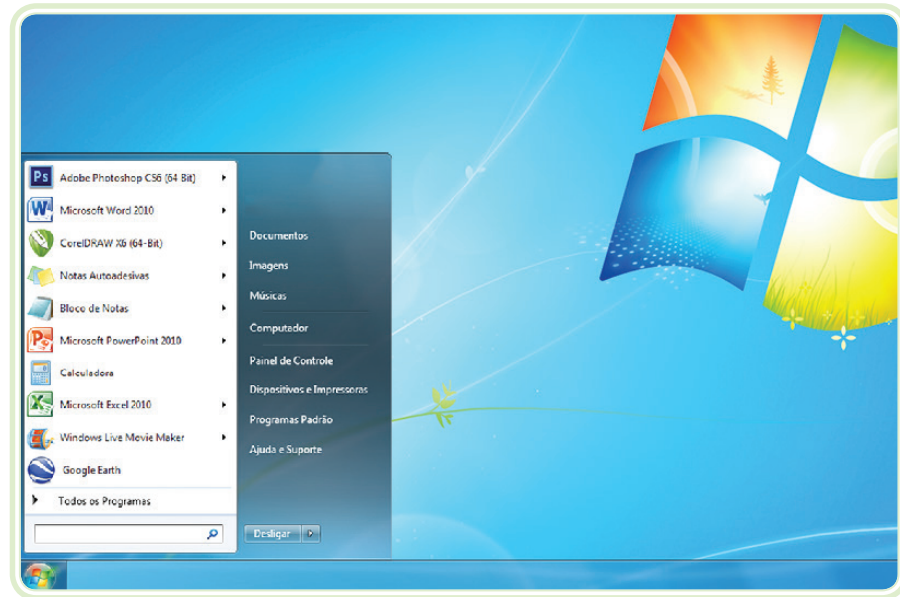 Adobe Photoshop CS6 (64 Bit)
Microsoft Word 2010
CorelDRAW X6 (64-Bit)
Notas Autoadesivas
Bloco de Notas
Microsoft PowerPoint 2010
Calculadora
Microsoft Excel 2010
Windows Live Movie Maker
Google Earth
Todos os Programas
Documentos
Imagens
Músicas
Computador
Painel de Controle
Dispositivos e Impressoras
Programas Padrão
Ajuda e Suporte
Desligar